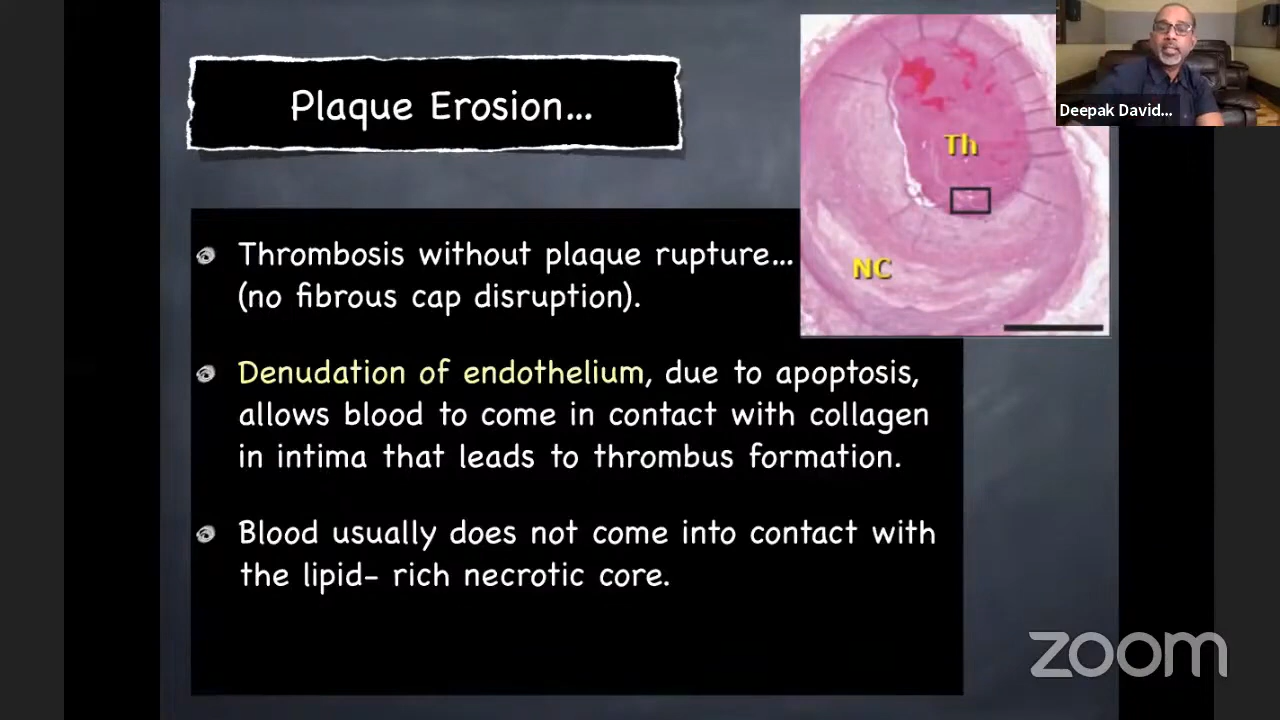 Plaque Erosion...
Th
NC
Deepak David...
Thrombosis without plaque rupture...
(no fibrous cap disruption).
Denudation of endothelium, due to apoptosis,
allows blood to come in contact with collagen
in intima that leads to thrombus formation.
Blood usually does not come into contact with
the lipid- rich necrotic core.
zoom